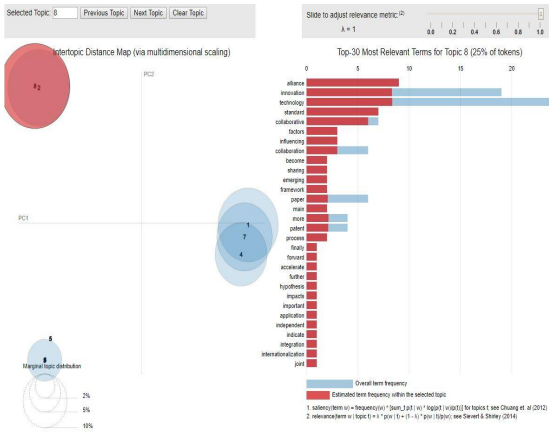 Selected Topic: 8 Previous Topic Next Topic Clear Topic
Slide to adjust relevance metric:(2)
λ = 1
0.0 0.2 0.4 0.6 0.8 1.0
Intertopic Distance Map (via multidimensional scaling)
PC2
PC1
2
1
7
4
5
Marginal topic distribution
2%
5%
10%
Top-30 Most Relevant Terms for Topic 8 (25% of tokens)
0 5 10 15 20
alliance
innovation
technology
standard
collaborative
factors
influencing
collaboration
become
sharing
emerging
framework
paper
main
more
patent
process
finally
forward
accelerate
further
hypothesis
impacts
important
application
independent
indicate
integration
internationalization
joint
Overall term frequency
Estimated term frequency within the selected topic
1. saliency(term w) = frequency(w) * [sum_t p(t | w) * log(p(t | w)/p(t))] for topics t; see Chuang et. al (2012)
2. relevance(term w | topic t) = λ * p(w | t) + (1 - λ) * p(w | t)/p(w); see Sievert & Shirley (2014)